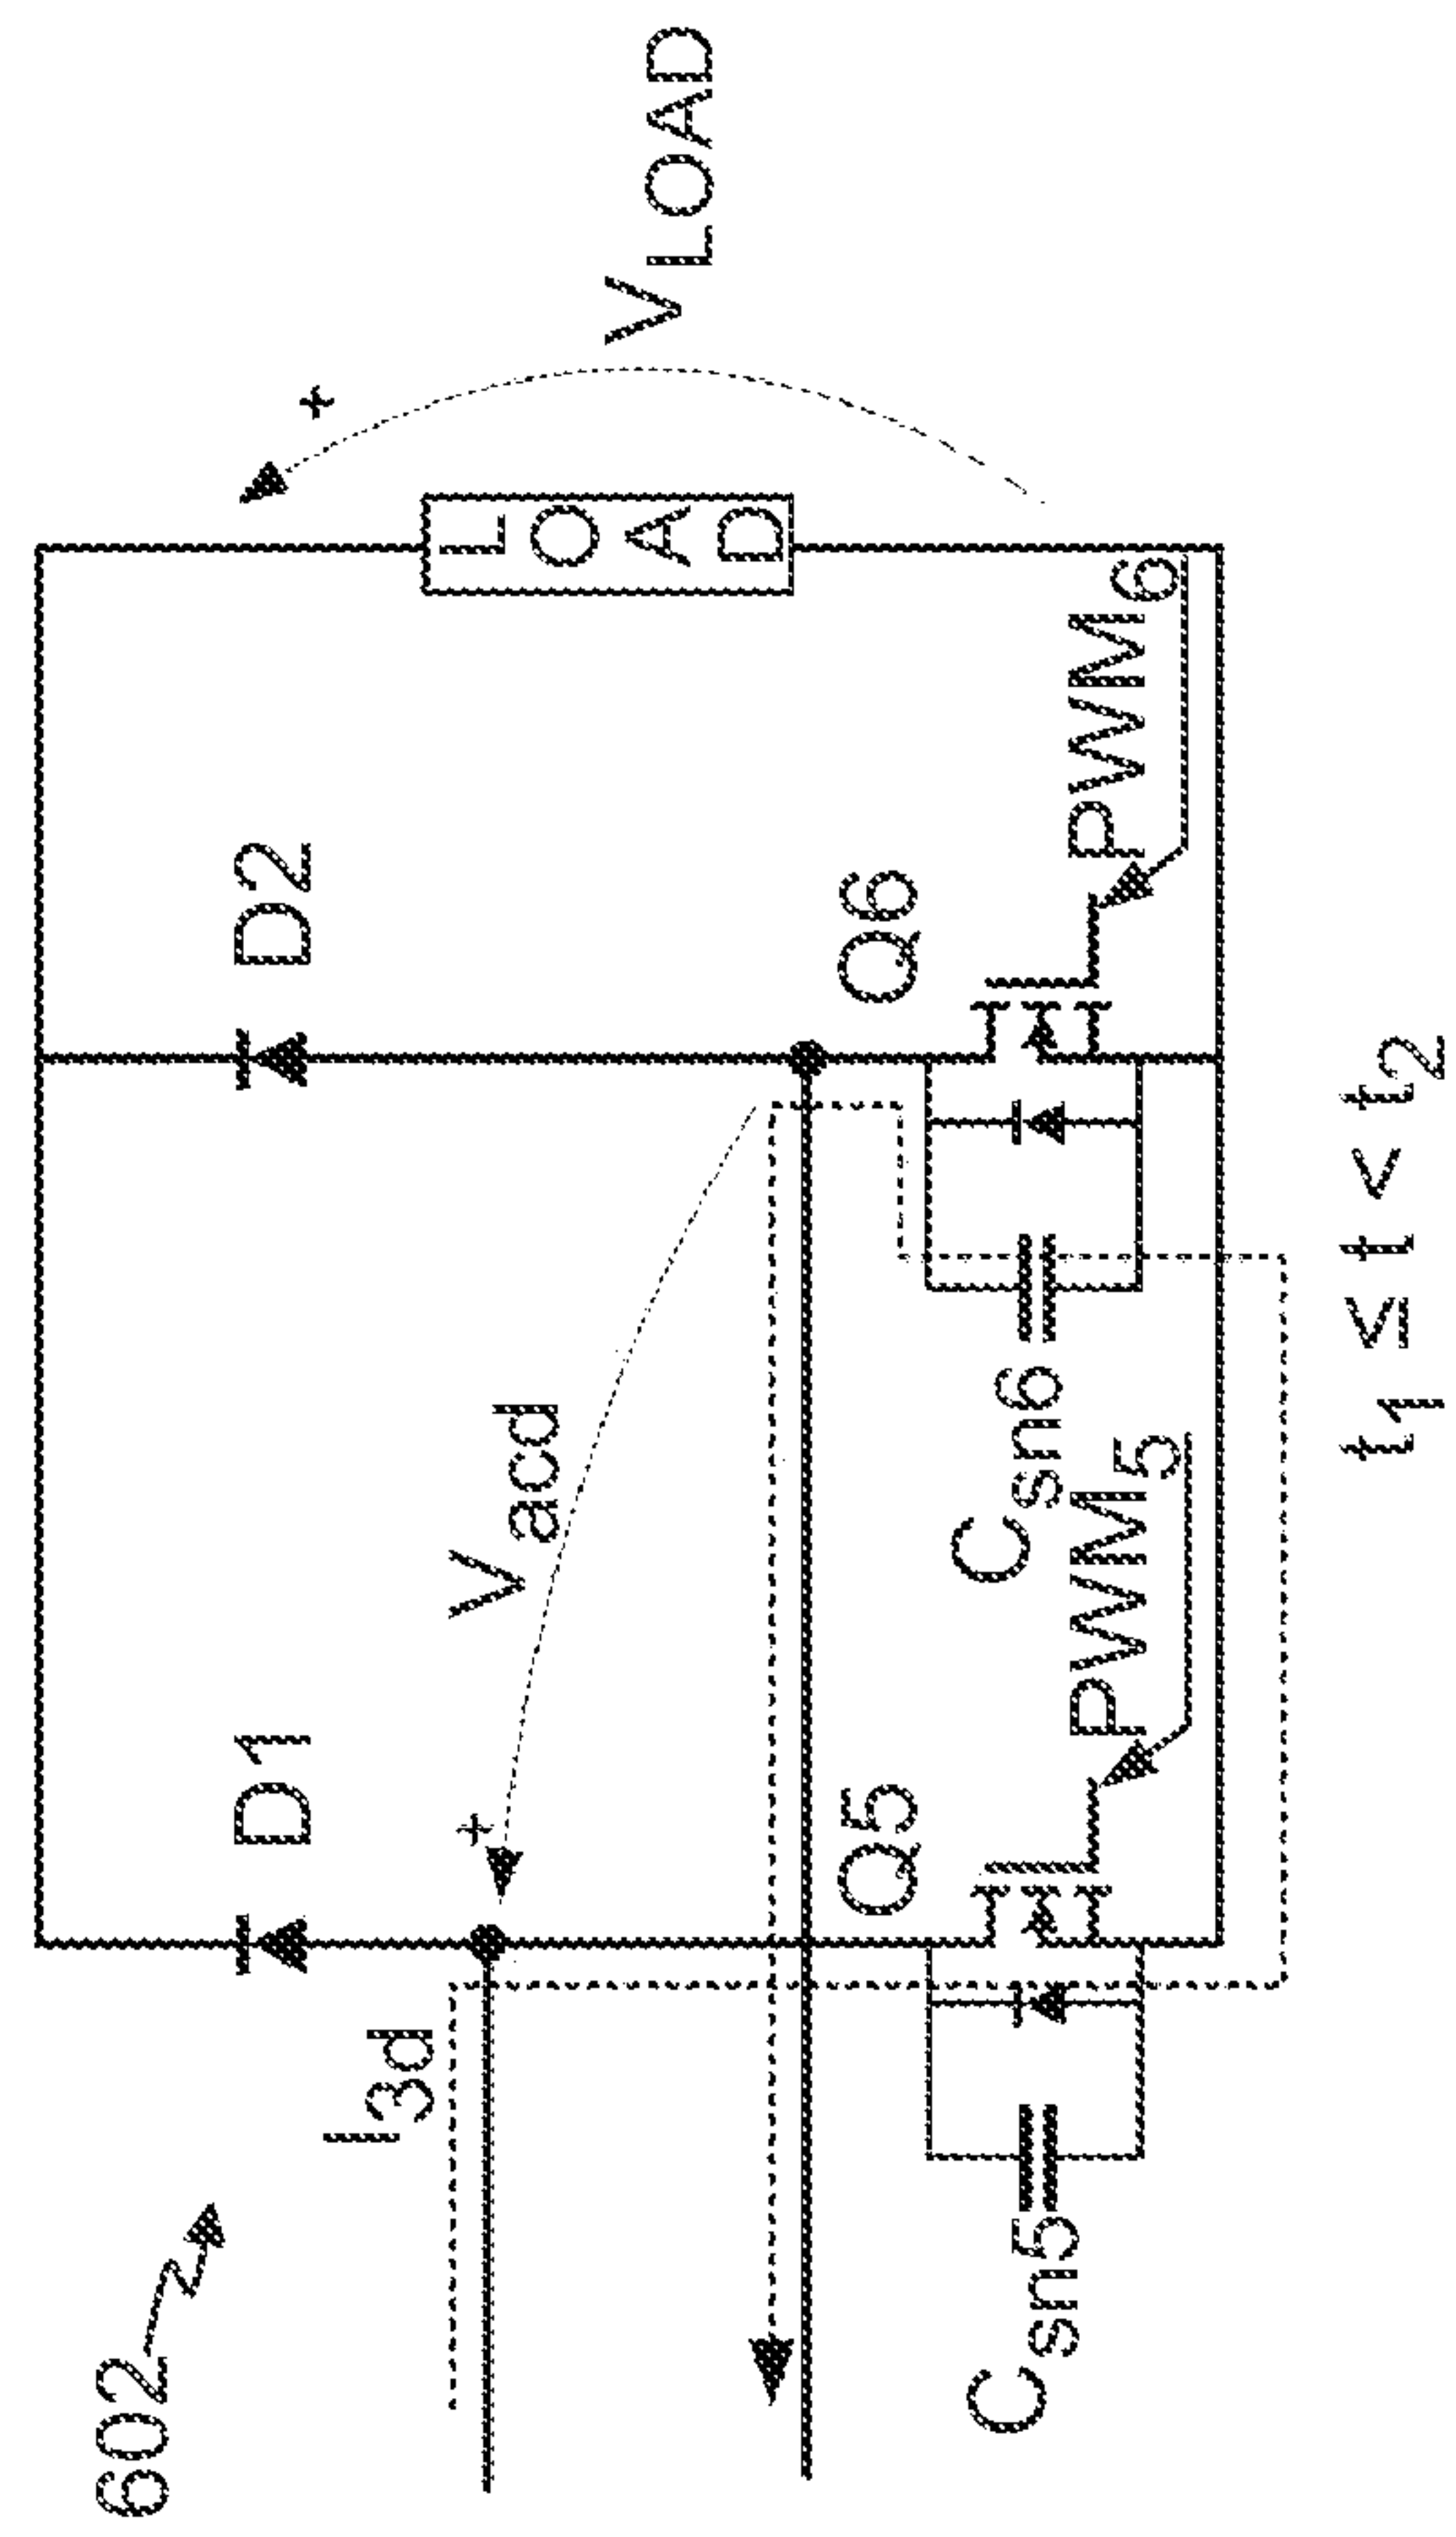 602
I3d
D1
D2
Vacd
+
+
VLOAD
LOAD
Q5
Q6
Csn5
PWM5
Csn6
PWM6
t1 ≤ t < t2